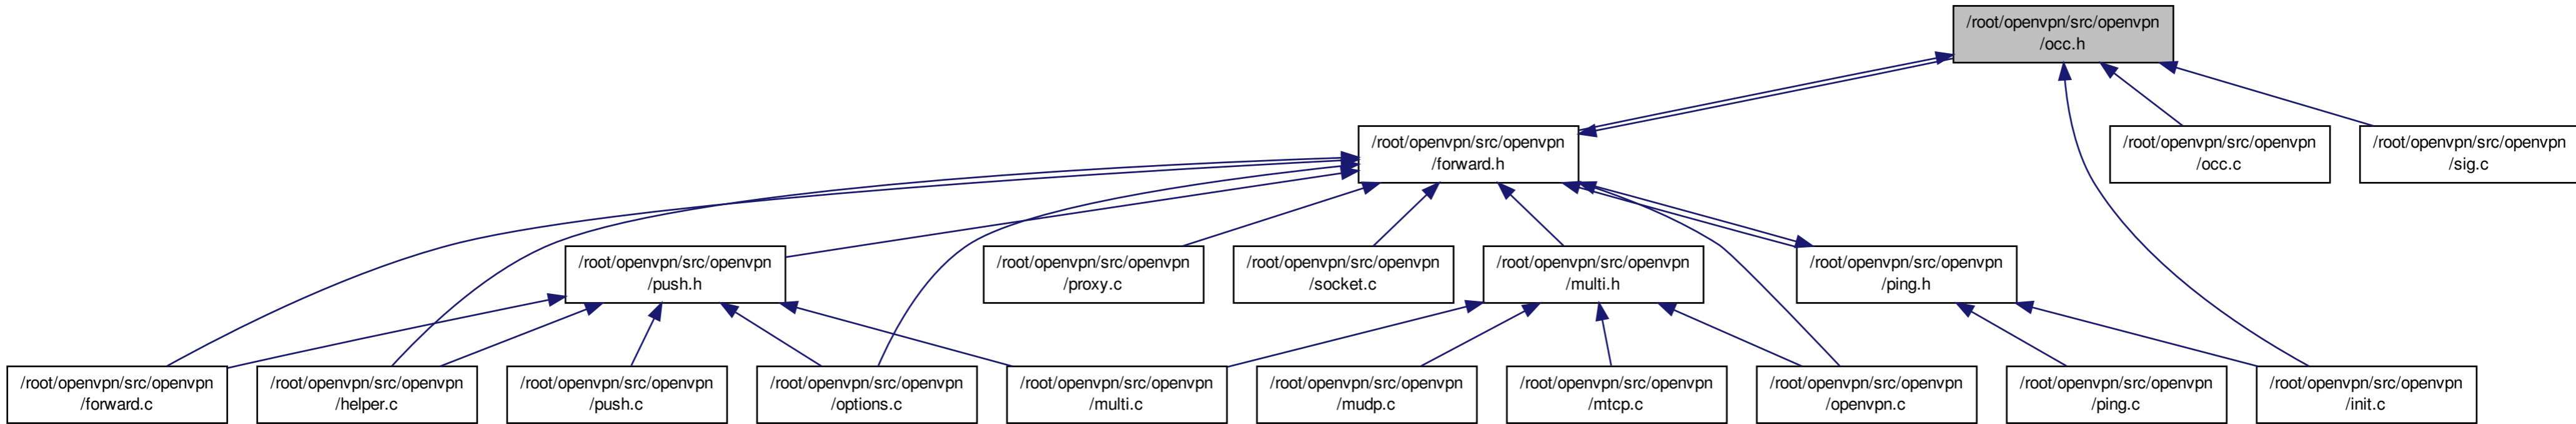 /root/openvpn/src/openvpn
/occ.h
/root/openvpn/src/openvpn
/forward.h
/root/openvpn/src/openvpn
/occ.c
/root/openvpn/src/openvpn
/sig.c
/root/openvpn/src/openvpn
/push.h
/root/openvpn/src/openvpn
/proxy.c
/root/openvpn/src/openvpn
/socket.c
/root/openvpn/src/openvpn
/multi.h
/root/openvpn/src/openvpn
/ping.h
/root/openvpn/src/openvpn
/forward.c
/root/openvpn/src/openvpn
/helper.c
/root/openvpn/src/openvpn
/push.c
/root/openvpn/src/openvpn
/options.c
/root/openvpn/src/openvpn
/multi.c
/root/openvpn/src/openvpn
/mudp.c
/root/openvpn/src/openvpn
/mtcp.c
/root/openvpn/src/openvpn
/openvpn.c
/root/openvpn/src/openvpn
/ping.c
/root/openvpn/src/openvpn
/init.c